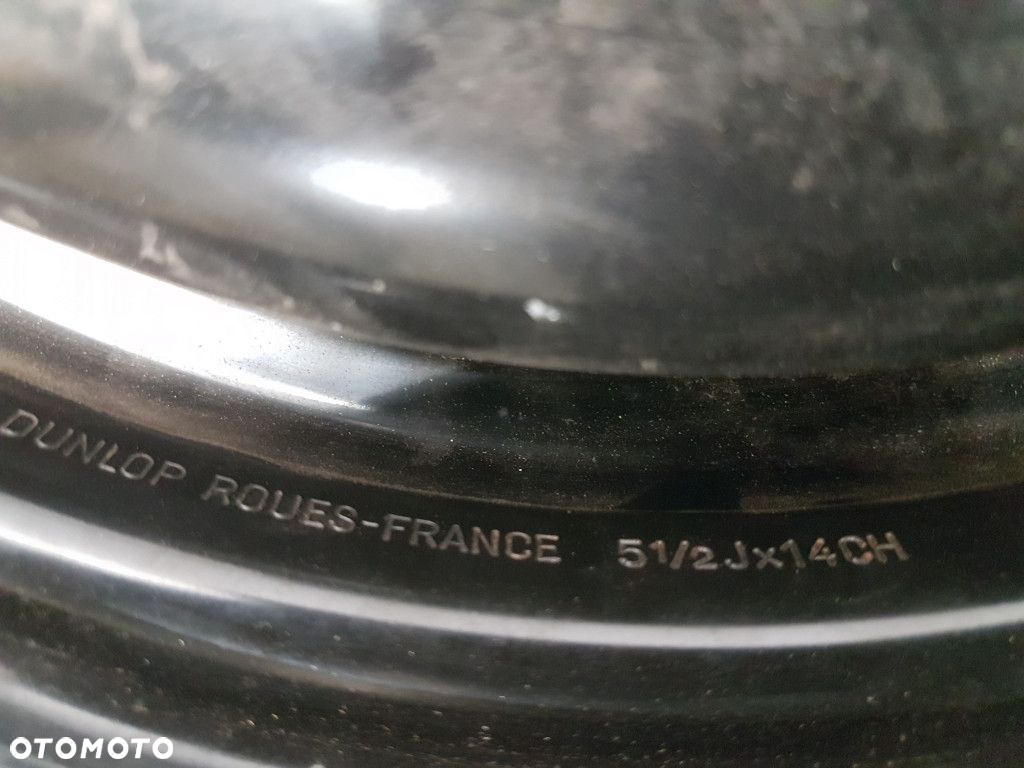 DUNLOP ROUES-FRANCE 51/2Jx14CH
OTOMOTO